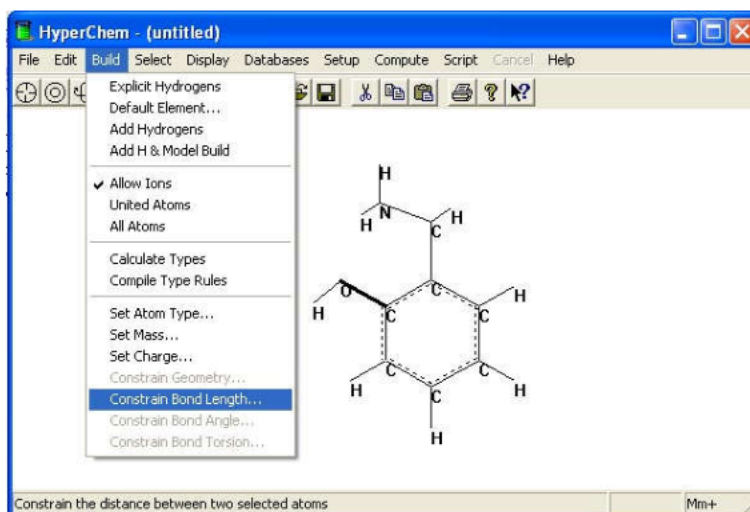 HyperChem - (untitled)
File Edit Build Select Display Databases Setup Compute Script Cancel Help
Explicit Hydrogens
Default Element...
Add Hydrogens
Add H & Model Build
Allow Ions
United Atoms
All Atoms
Calculate Types
Compile Type Rules
Set Atom Type...
Set Mass...
Set Charge...
Constrain Geometry...
Constrain Bond Length...
Constrain Bond Angle...
Constrain Bond Torsion...
H
N H
H C
O C H
H C C
C C
H C H
H
Constrain the distance between two selected atoms Mm+